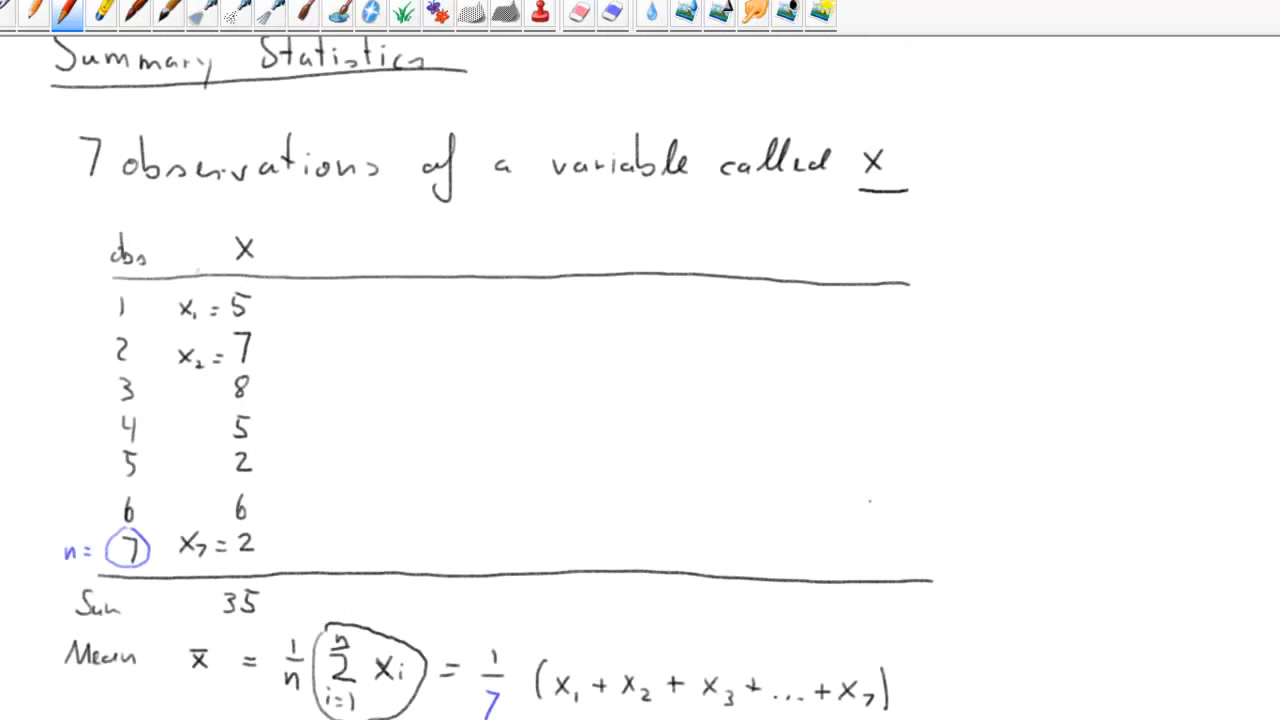 Summary Statistics
7 observations of a variable called x
obs X
1 x₁ = 5
2 x₂ = 7
3 8
4 5
5 2
6 6
n = 7 x₇ = 2
Sum 35
Mean x̄ = 1/n ∑ⁿᵢ₌₁ xᵢ = 1/7 (x₁ + x₂ + x₃ + ... + x₇)